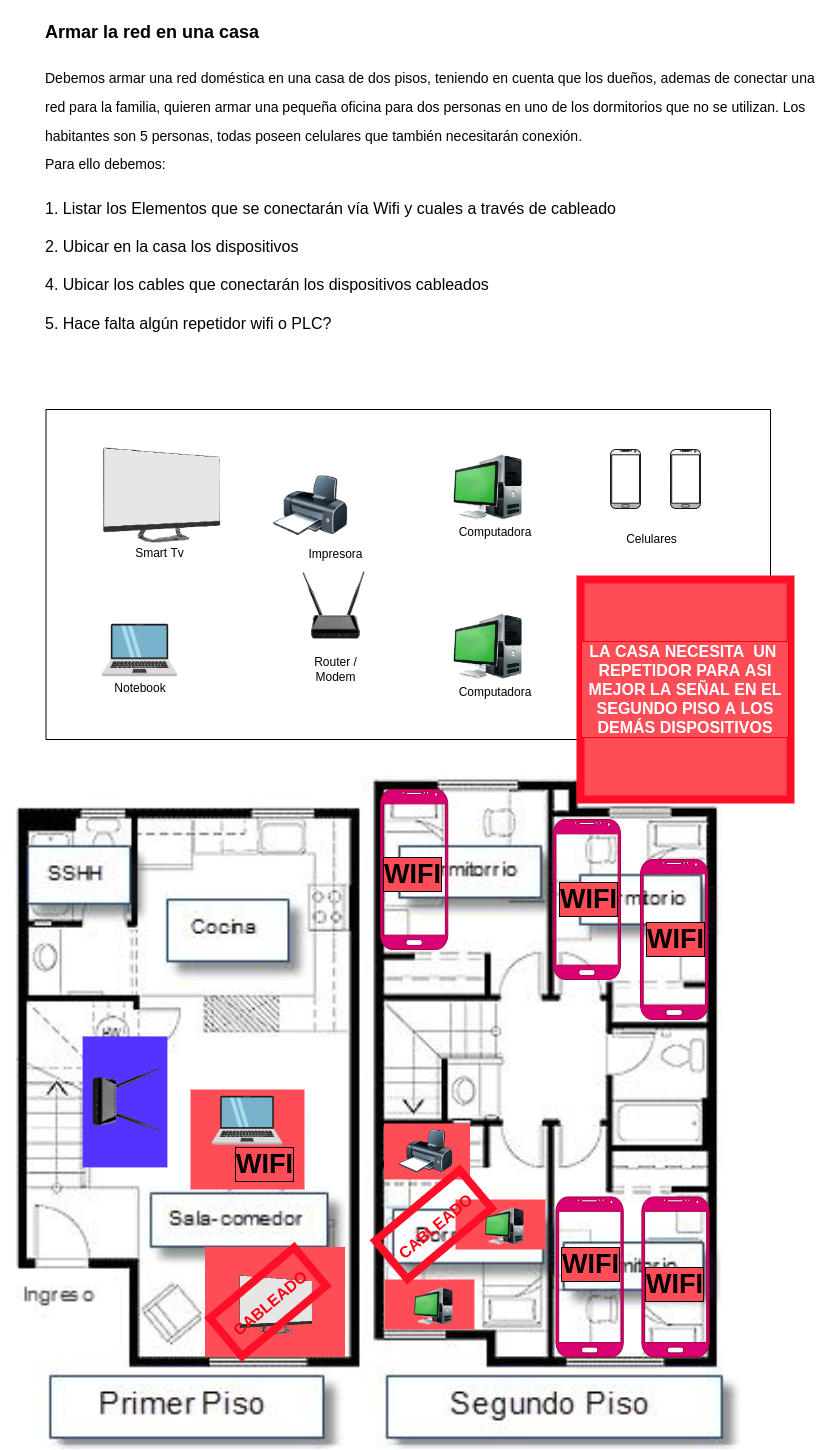 Armar la red en una casa
Debemos armar una red doméstica en una casa de dos pisos, teniendo en cuenta que los dueños, ademas de conectar una
red para la familia, quieren armar una pequeña oficina para dos personas en uno de los dormitorios que no se utilizan. Los
habitantes son 5 personas, todas poseen celulares que también necesitarán conexión.
Para ello debemos:
1. Listar los Elementos que se conectarán vía Wifi y cuales a través de cableado
2. Ubicar en la casa los dispositivos
4. Ubicar los cables que conectarán los dispositivos cableados
5. Hace falta algún repetidor wifi o PLC?
Smart Tv
Impresora
Computadora
Celulares
Notebook
Router /
Modem
Computadora
LA CASA NECESITA UN
REPETIDOR PARA ASI
MEJOR LA SEÑAL EN EL
SEGUNDO PISO A LOS
DEMÁS DISPOSITIVOS
SSHH
Cocina
HW
WIFI
Sala-comedor
CABLEADO
Ingreso
Primer Piso
WIFI
WIFI
WIFI
CABLEADO
WIFI
WIFI
Segundo Piso